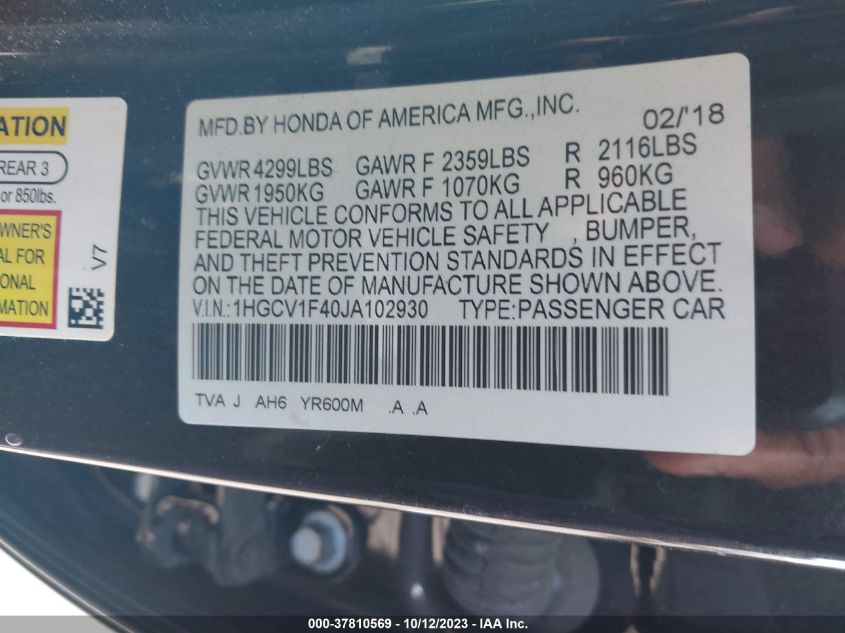 ATION
REAR 3
or 850lbs.
OWNER'S
AL FOR
IONAL
MATION
V7
MFD.BY HONDA OF AMERICA MFG.,INC. 02/'18
GVWR 4299LBS GAWR F 2359LBS R 2116LBS
GVWR 1950KG GAWR F 1070KG R 960KG
THIS VEHICLE CONFORMS TO ALL APPLICABLE
FEDERAL MOTOR VEHICLE SAFETY , BUMPER,
AND THEFT PREVENTION STANDARDS IN EFFECT
ON THE DATE OF MANUFACTURE SHOWN ABOVE.
V.I.N.:1HGCV1F40JA102930 TYPE:PASSENGER CAR
TVA J AH6 YR600M .A .A
000-37810569 - 10/12/2023 - IAA Inc.